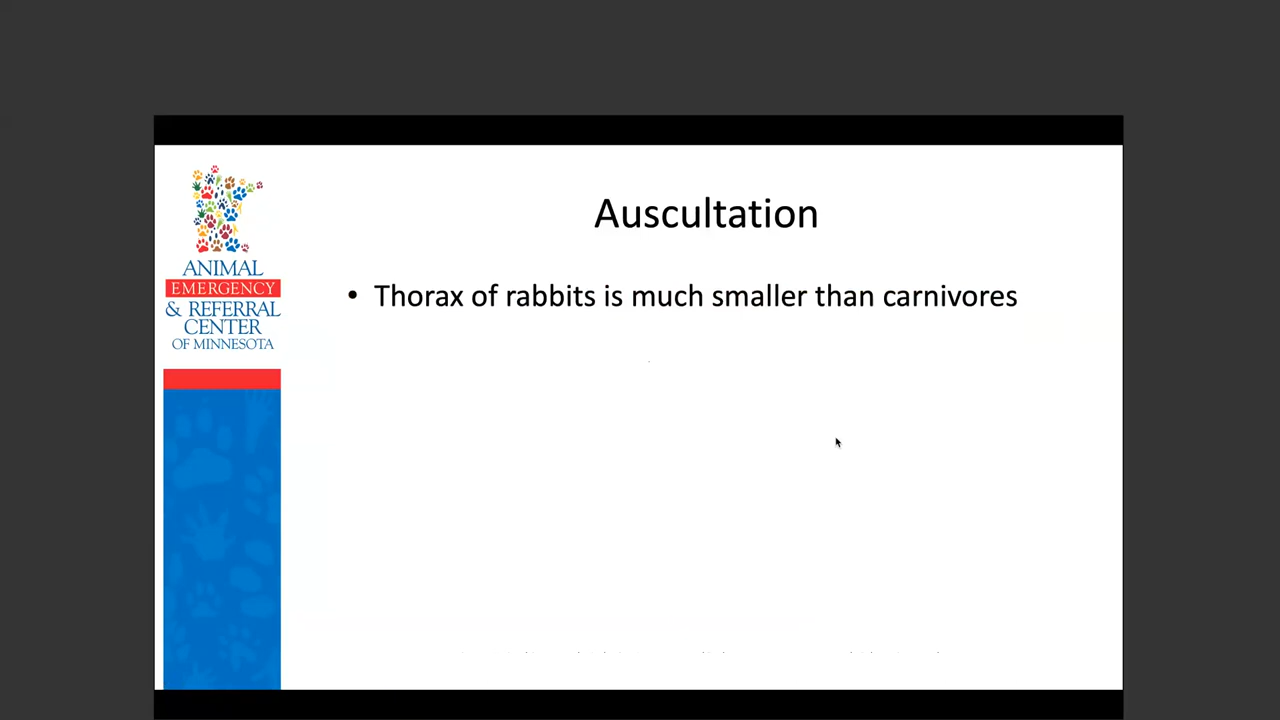 Auscultation
ANIMAL
EMERGENCY
& REFERRAL
CENTER
OF MINNESOTA
• Thorax of rabbits is much smaller than carnivores